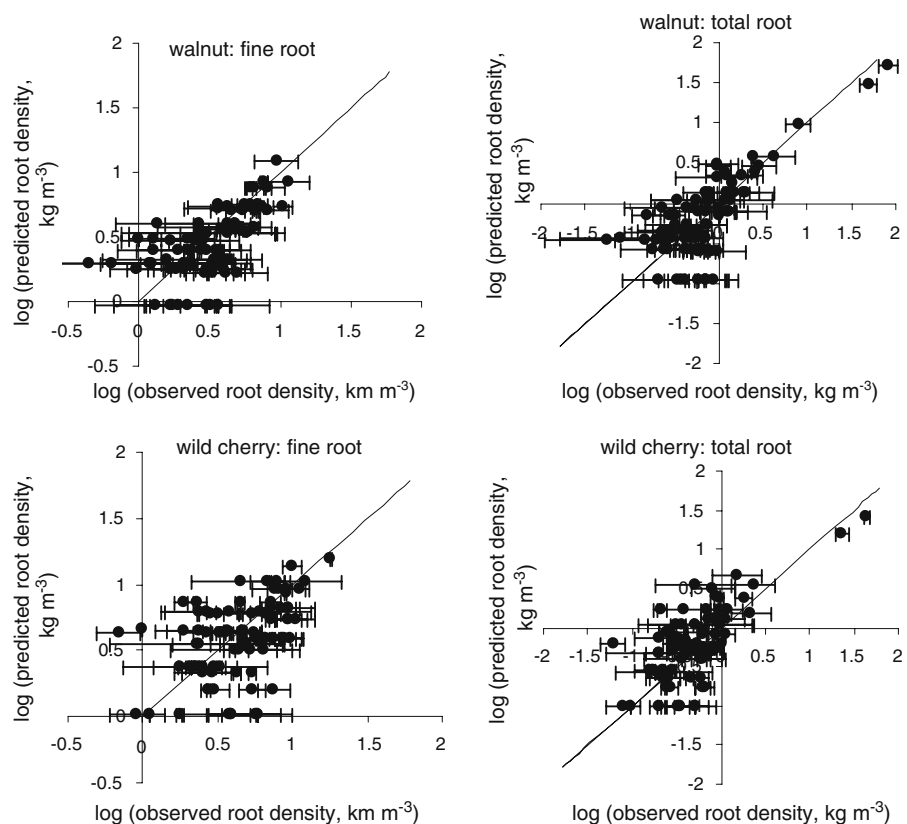 walnut: fine root
log (predicted root density,
kg m⁻³)
2
1.5
1
0.5
0
-0.5
-0.5 0 0.5 1 1.5 2
log (observed root density, km m⁻³)
walnut: total root
log (predicted root density,
kg m⁻³)
2
1.5
1
0.5
-1.5
-2
-2 -1.5 -1 0.5 1 1.5 2
log (observed root density, kg m⁻³)
wild cherry: fine root
log (predicted root density,
kg m⁻³)
2
1.5
1
0.5
0
-0.5
-0.5 0 0.5 1 1.5 2
log (observed root density, km m⁻³)
wild cherry: total root
log (predicted root density,
kg m⁻³)
2
1.5
1
0.5
-1.5
-2
-2 -1.5 -1 0.5 1 1.5 2
log (observed root density, kg m⁻³)